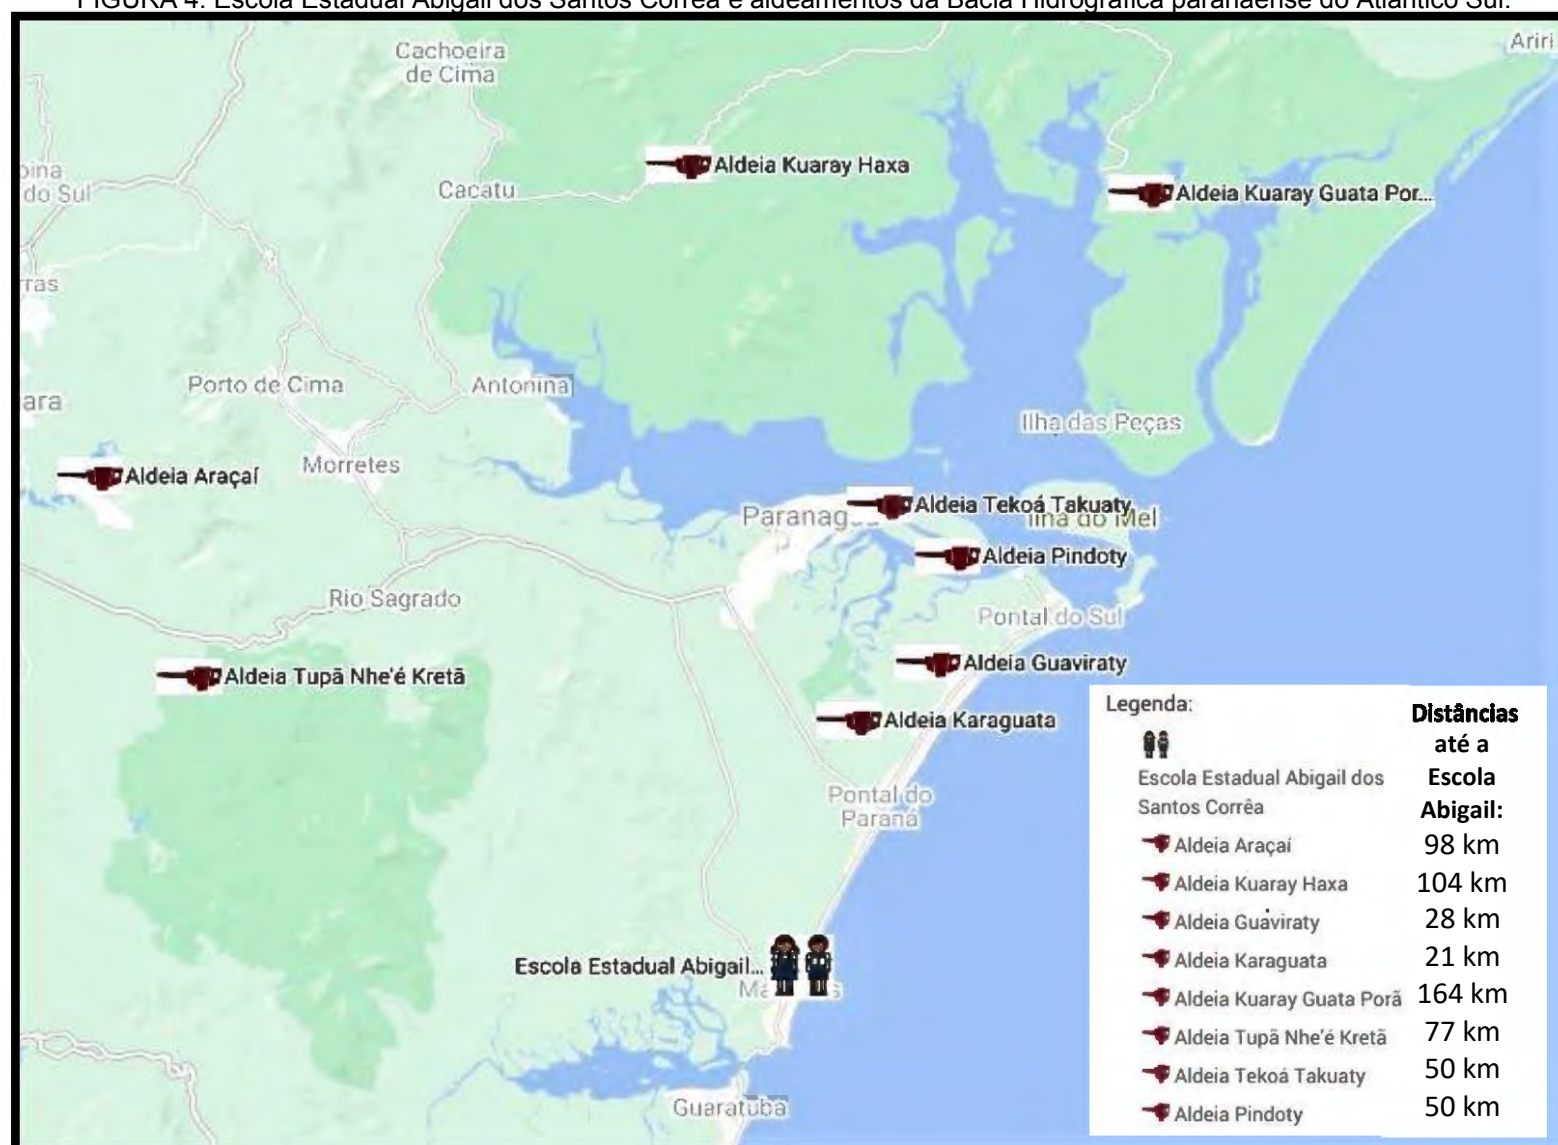 FIGURA 4: Escola Estadual Abigail dos Santos Corrêa e aldeamentos da Bacia Hidrográfica paranaense do Atlântico Sul.
Ariri
Cachoeira
de Cima
Aldeia Kuaray Haxa
do Sul
Cacatu
Aldeia Kuaray Guata Por...
Porto de Cima
Antonina
Ilha das Peças
Morretes
Aldeia Araçaí
Aldeia Tekoá Takuaty
Ilha do Mel
Aldeia Pindoty
Rio Sagrado
Pontal do Sul
Aldeia Guaviraty
Aldeia Tupã Nhe'é Kretã
Aldeia Karaguata
Pontal do
Paraná
Escola Estadual Abigail...
Guaratuba
Legenda:
Escola Estadual Abigail dos
Santos Corrêa
Distâncias
até a
Escola
Abigail:
Aldeia Araçaí 98 km
Aldeia Kuaray Haxa 104 km
Aldeia Guaviraty 28 km
Aldeia Karaguata 21 km
Aldeia Kuaray Guata Porã 164 km
Aldeia Tupã Nhe'é Kretã 77 km
Aldeia Tekoá Takuaty 50 km
Aldeia Pindoty 50 km